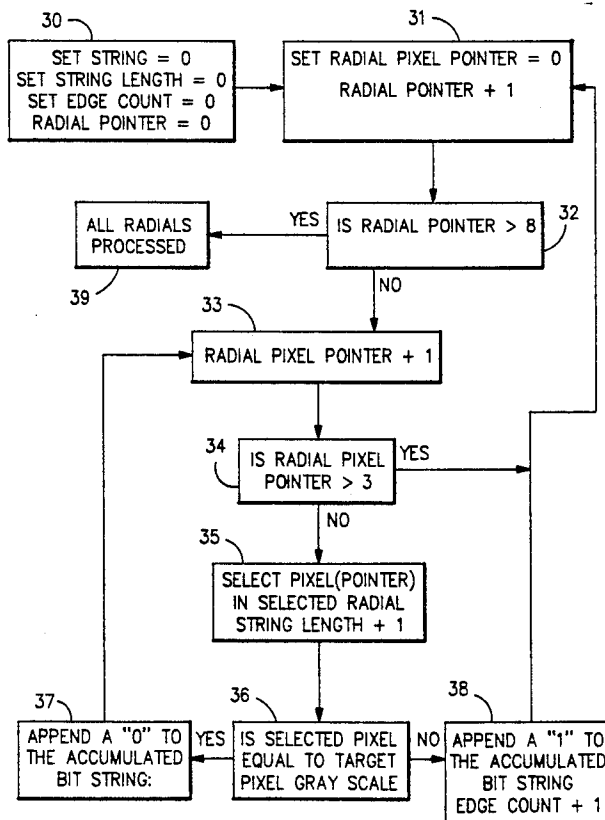 30
SET STRING = 0
SET STRING LENGTH = 0
SET EDGE COUNT = 0
RADIAL POINTER = 0
31
SET RADIAL PIXEL POINTER = 0
RADIAL POINTER + 1
ALL RADIALS
PROCESSED
39
YES
IS RADIAL POINTER > 8
32
NO
33
RADIAL PIXEL POINTER + 1
34
IS RADIAL PIXEL
POINTER > 3
YES
NO
35
SELECT PIXEL(POINTER)
IN SELECTED RADIAL
STRING LENGTH + 1
37
APPEND A "0" TO
THE ACCUMULATED
BIT STRING:
YES
36
IS SELECTED PIXEL
EQUAL TO TARGET
PIXEL GRAY SCALE
NO
38
APPEND A "1" TO
THE ACCUMULATED
BIT STRING
EDGE COUNT + 1